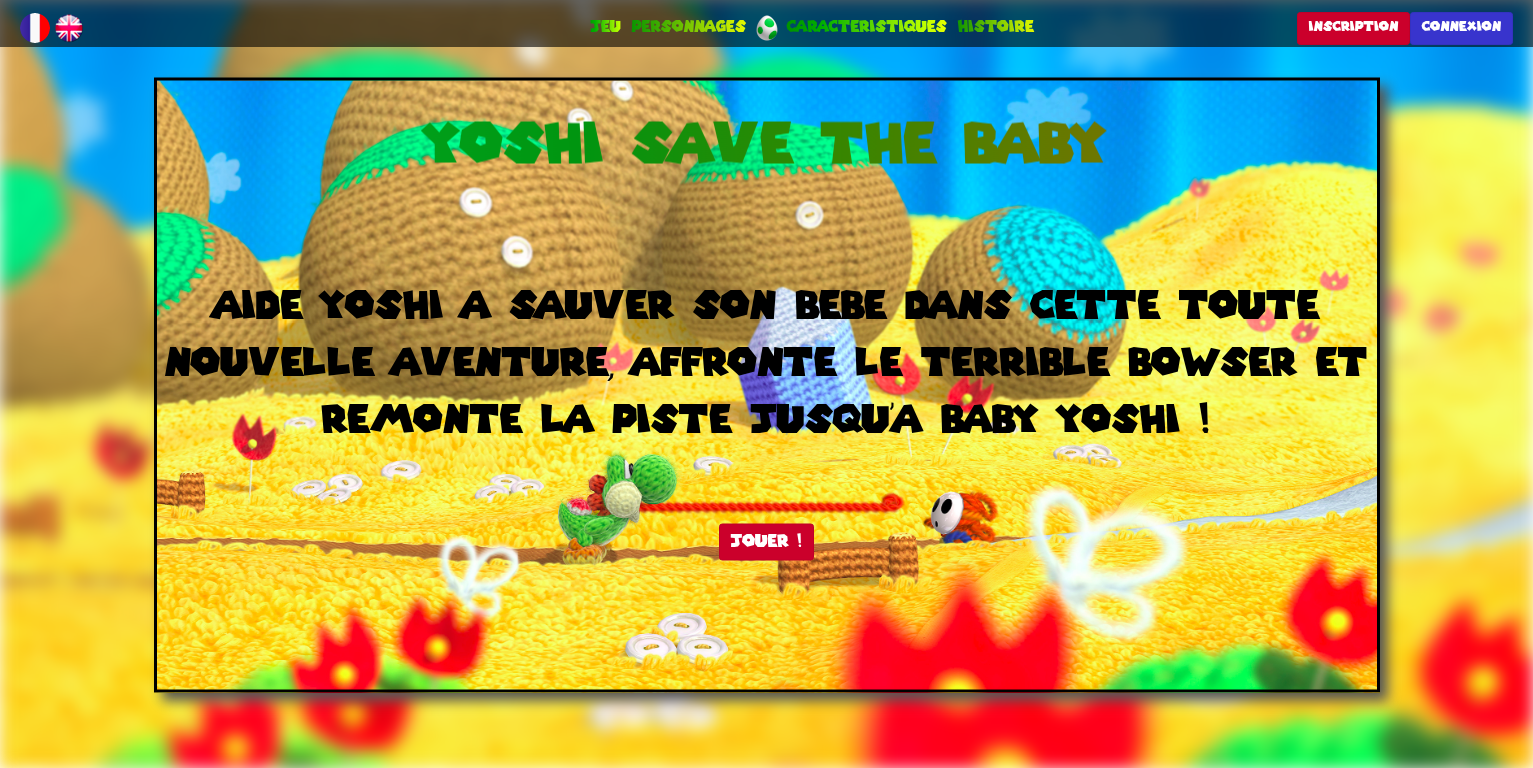 JEU PERSONNAGES CARACTERISTIQUES HISTOIRE INSCRIPTION CONNEXION
YOSHI SAVE THE BABY
AIDE YOSHI A SAUVER SON BEBE DANS CETTE TOUTE
NOUVELLE AVENTURE, AFFRONTE LE TERRIBLE BOWSER ET
REMONTE LA PISTE JUSQU'A BABY YOSHI !
JOUER !